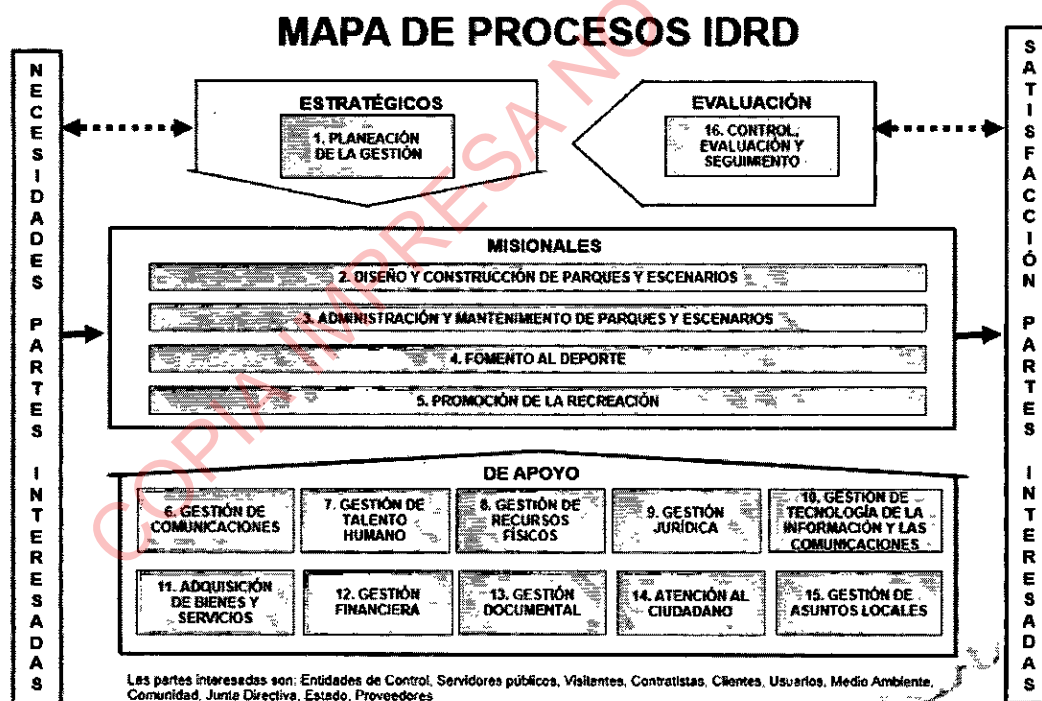 MAPA DE PROCESOS IDRD
NECESIDADES PARTES INTERESADAS
ESTRATÉGICOS
1. PLANEACIÓN
DE LA GESTIÓN
EVALUACIÓN
16. CONTROL,
EVALUACIÓN Y
SEGUIMIENTO
MISIONALES
2. DISEÑO Y CONSTRUCCIÓN DE PARQUES Y ESCENARIOS
3. ADMINISTRACIÓN Y MANTENIMIENTO DE PARQUES Y ESCENARIOS
4. FOMENTO AL DEPORTE
5. PROMOCIÓN DE LA RECREACIÓN
DE APOYO
6. GESTIÓN DE
COMUNICACIONES
7. GESTIÓN DE
TALENTO
HUMANO
8. GESTIÓN DE
RECURSOS
FÍSICOS
9. GESTIÓN
JURÍDICA
10. GESTIÓN DE
TECNOLOGÍA DE LA
INFORMACIÓN Y LAS
COMUNICACIONES
11. ADQUISICIÓN
DE BIENES Y
SERVICIOS
12. GESTIÓN
FINANCIERA
13. GESTIÓN
DOCUMENTAL
14. ATENCIÓN AL
CIUDADANO
15. GESTIÓN DE
ASUNTOS LOCALES
SATISFACCIÓN PARTES INTERESADAS
Las partes interesadas son: Entidades de Control, Servidores públicos, Visitantes, Contratistas, Clientes, Usuarios, Medio Ambiente,
Comunidad, Junta Directiva, Estado, Proveedores
COPIA IMPRESA NO